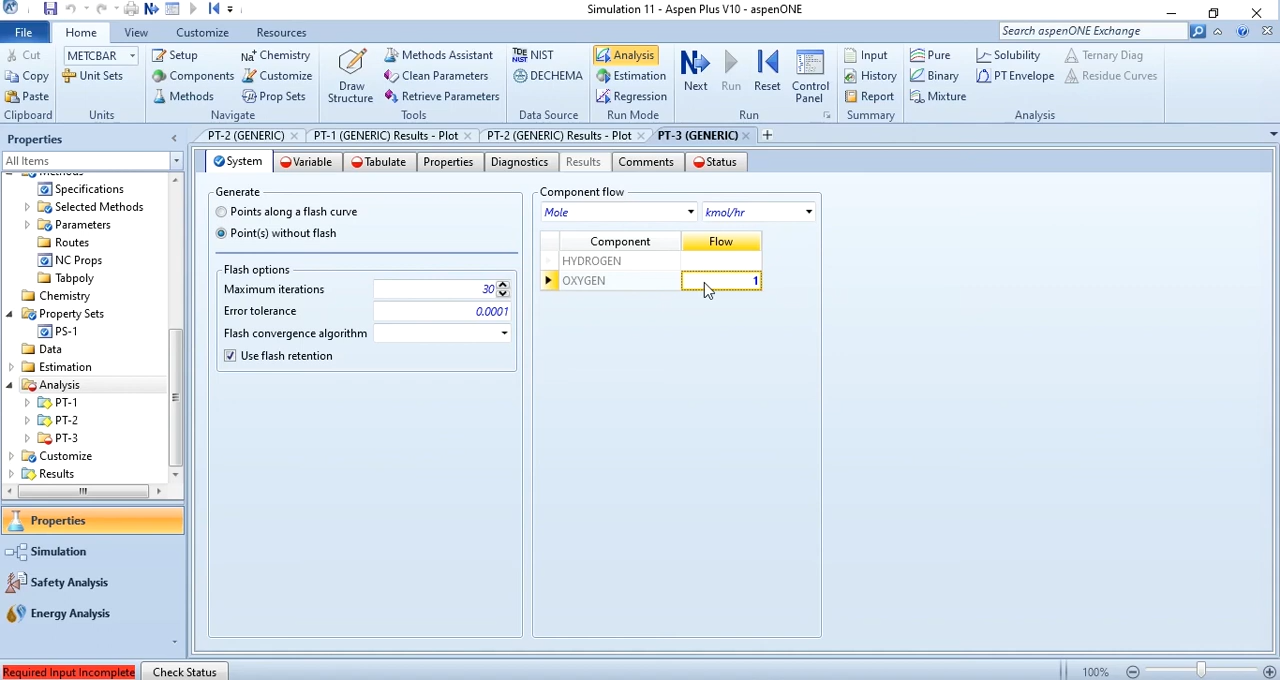 Simulation 11 - Aspen Plus V10 - aspenONE
File Home View Customize Resources Search aspenONE Exchange
Cut METCBAR Setup Chemistry Methods Assistant NIST Analysis Input Pure Solubility Ternary Diag
Copy Unit Sets Components Customize Clean Parameters DECHEMA Estimation History Binary PT Envelope Residue Curves
Paste Methods Prop Sets Draw Structure Retrieve Parameters Regression Next Run Reset Control Panel Report Mixture
Clipboard Units Navigate Tools Data Source Run Mode Run Summary Analysis
Properties PT-2 (GENERIC) PT-1 (GENERIC) Results - Plot PT-2 (GENERIC) Results - Plot PT-3 (GENERIC)
All Items System Variable Tabulate Properties Diagnostics Results Comments Status
Specifications
Selected Methods
Parameters
Routes
NC Props
Tabpoly
Chemistry
Property Sets
PS-1
Data
Estimation
Analysis
PT-1
PT-2
PT-3
Customize
Results
Properties
Simulation
Safety Analysis
Energy Analysis
Generate
Points along a flash curve
Point(s) without flash
Flash options
Maximum iterations 30
Error tolerance 0.0001
Flash convergence algorithm
Use flash retention
Component flow
Mole kmol/hr
Component Flow
HYDROGEN
OXYGEN 1
Required Input Incomplete Check Status 100%